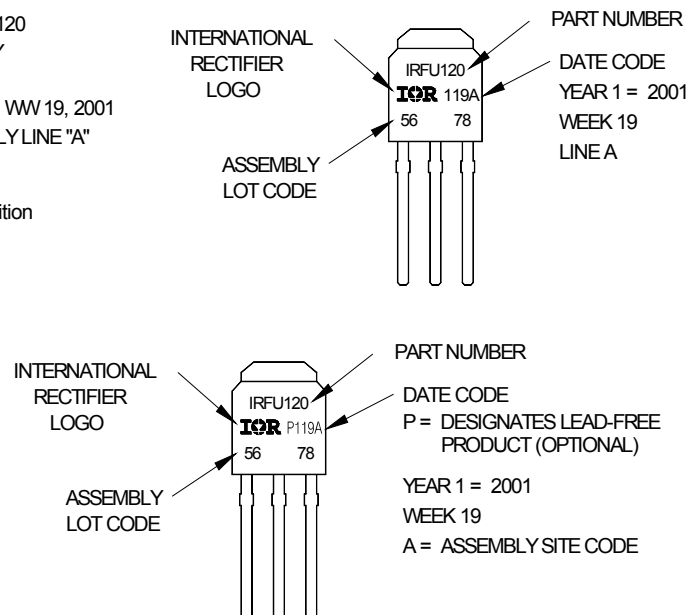 120
WW 19, 2001
LY LINE "A"
ition
INTERNATIONAL
RECTIFIER
LOGO
ASSEMBLY
LOT CODE
IRFU120
IOR 119A
56 78
PART NUMBER
DATE CODE
YEAR 1 = 2001
WEEK 19
LINE A
INTERNATIONAL
RECTIFIER
LOGO
ASSEMBLY
LOT CODE
IRFU120
IOR P119A
56 78
PART NUMBER
DATE CODE
P = DESIGNATES LEAD-FREE
PRODUCT (OPTIONAL)
YEAR 1 = 2001
WEEK 19
A = ASSEMBLY SITE CODE